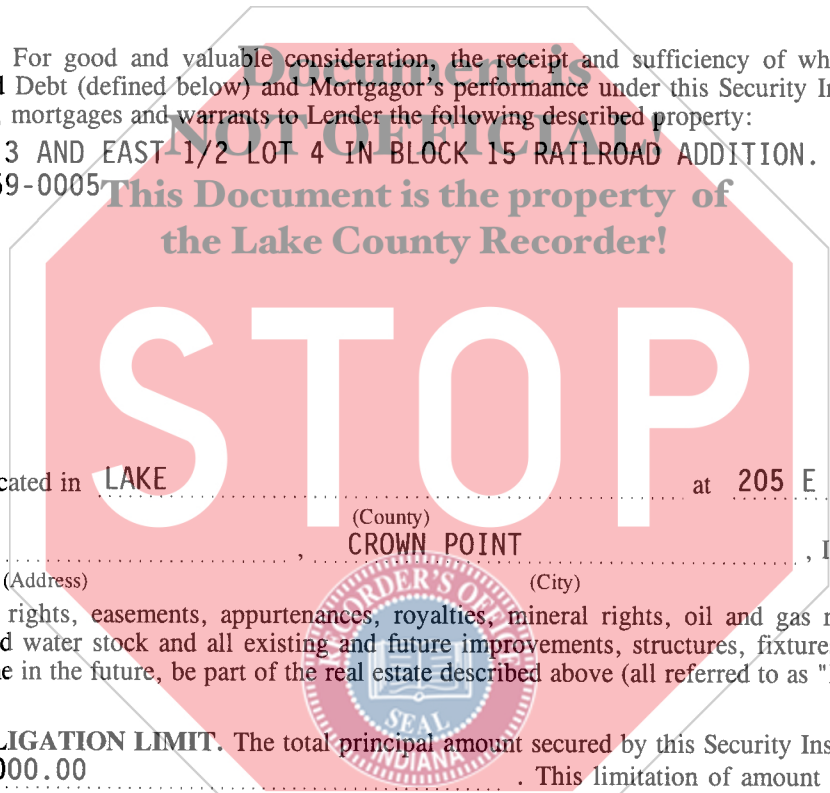 For good and valuable consideration, the receipt and sufficiency of wh
d Debt (defined below) and Mortgagor's performance under this Security In
, mortgages and warrants to Lender the following described property:
3 AND EAST 1/2 LOT 4 IN BLOCK 15 RAILROAD ADDITION.
59-0005
Document is
NOT OFFICIAL!
This Document is the property of
the Lake County Recorder!
STOP
cated in LAKE at 205 E
(County)
, CROWN POINT , I
(Address) (City)
rights, easements, appurtenances, royalties, mineral rights, oil and gas r
d water stock and all existing and future improvements, structures, fixture
e in the future, be part of the real estate described above (all referred to as "
RECORDER'S OFFICE
SEAL
INDIANA
LIGATION LIMIT. The total principal amount secured by this Security Ins
000.00 . This limitation of amount